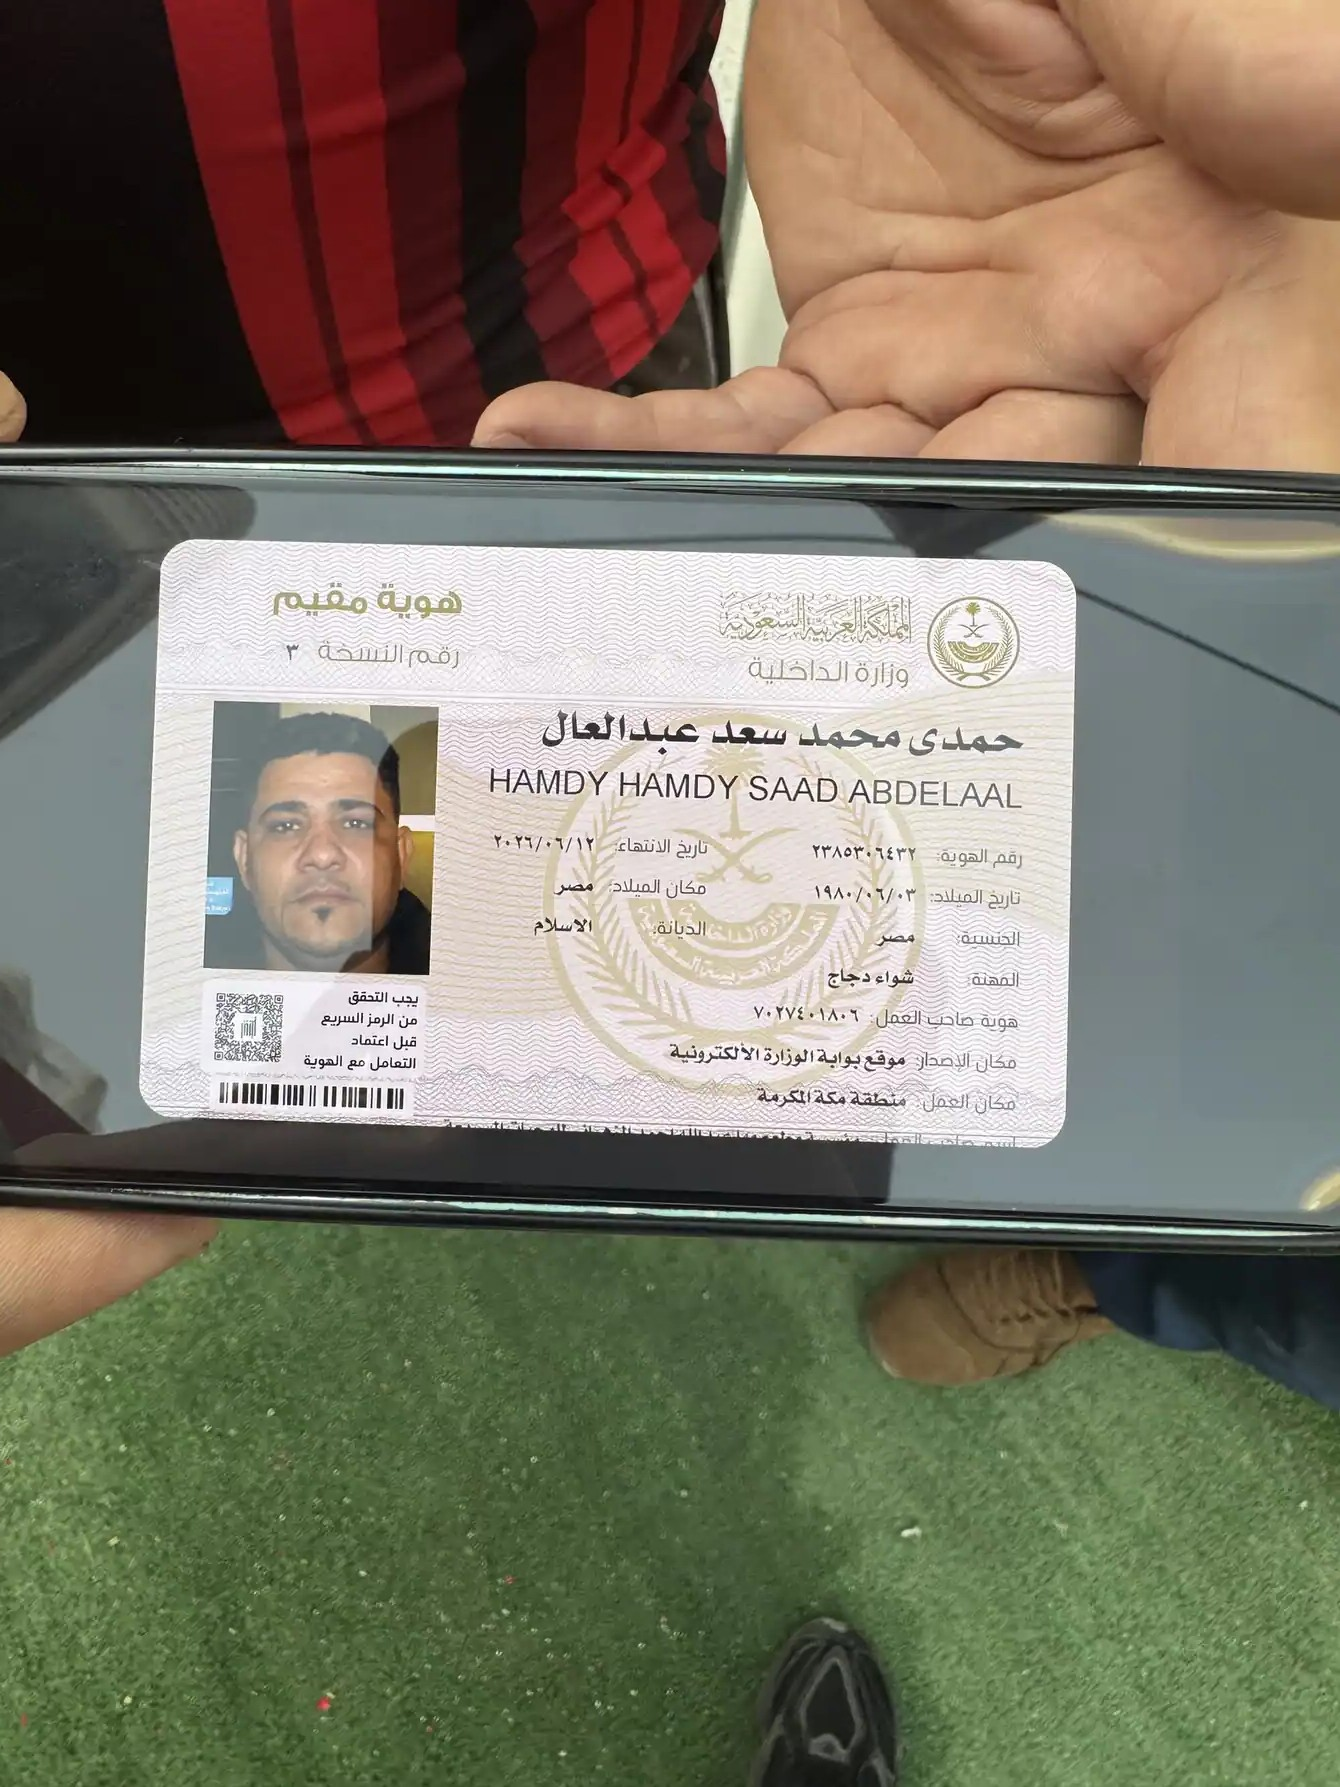 المملكة العربية السعودية
وزارة الداخلية
هوية مقيم
رقم النسخة ٣
حمدى محمد سعد عبدالعال
HAMDY HAMDY SAAD ABDELAAL
رقم الهوية: ٢٣٨٥٣٠٦٤٣٢ تاريخ الانتهاء: ٢٠٢٦/٠٦/١٢
تاريخ الميلاد: ١٩٨٠/٠٦/٠٣ مكان الميلاد: مصر
الجنسية: مصر الديانة: الاسلام
المهنة: شواء دجاج
هوية صاحب العمل: ٧٠٢٧٤٠١٨٠٦
مكان الإصدار: موقع بوابة الوزارة الألكترونية
مكان العمل: منطقة مكة المكرمة
يجب التحقق
من الرمز السريع
قبل اعتماد
التعامل مع الهوية